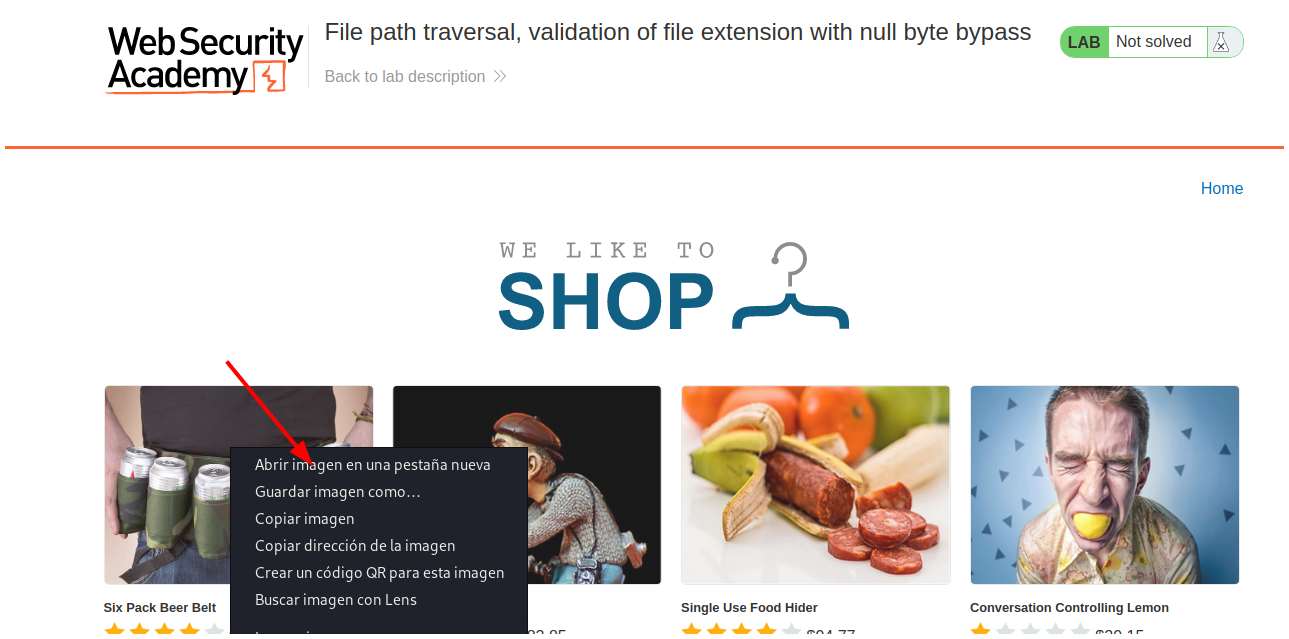 Web Security
Academy
File path traversal, validation of file extension with null byte bypass
Back to lab description
LAB Not solved
Home
WE LIKE TO
SHOP
Abrir imagen en una pestaña nueva
Guardar imagen como...
Copiar imagen
Copiar dirección de la imagen
Crear un código QR para esta imagen
Buscar imagen con Lens
Six Pack Beer Belt
Single Use Food Hider
Conversation Controlling Lemon